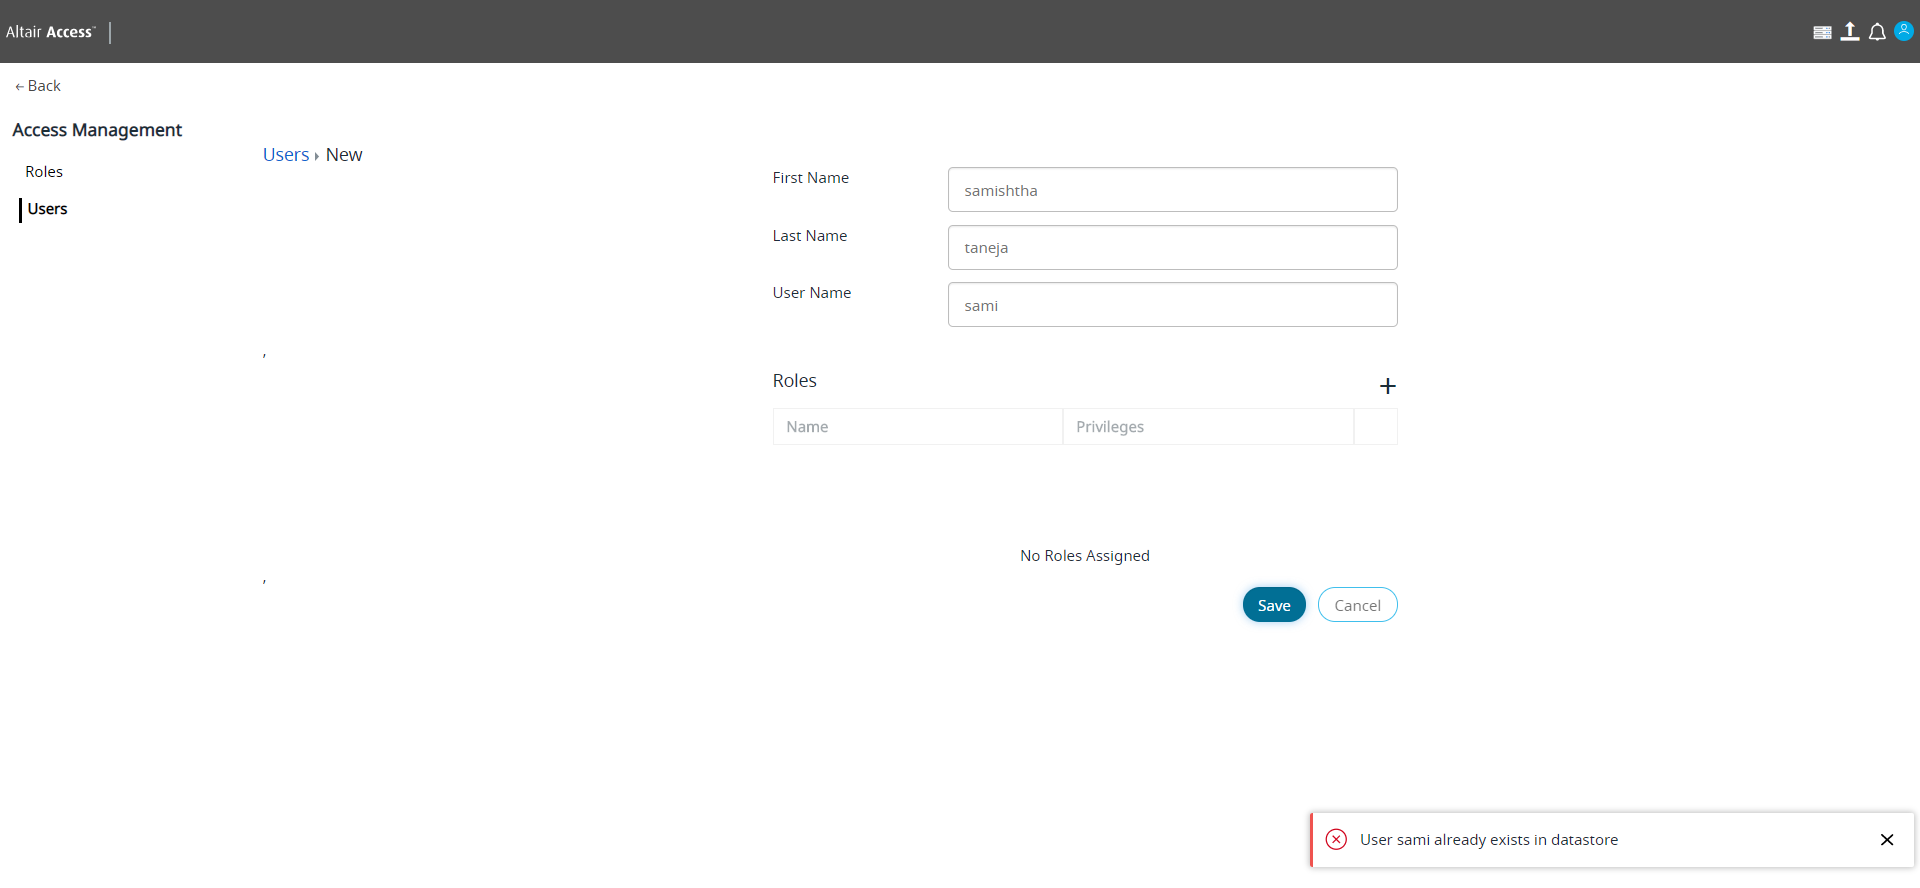 Altair Access™
Back
Access Management
Roles
Users
Users New
First Name
samishtha
Last Name
taneja
User Name
sami
,
Roles
Name Privileges
No Roles Assigned
,
Save Cancel
User sami already exists in datastore